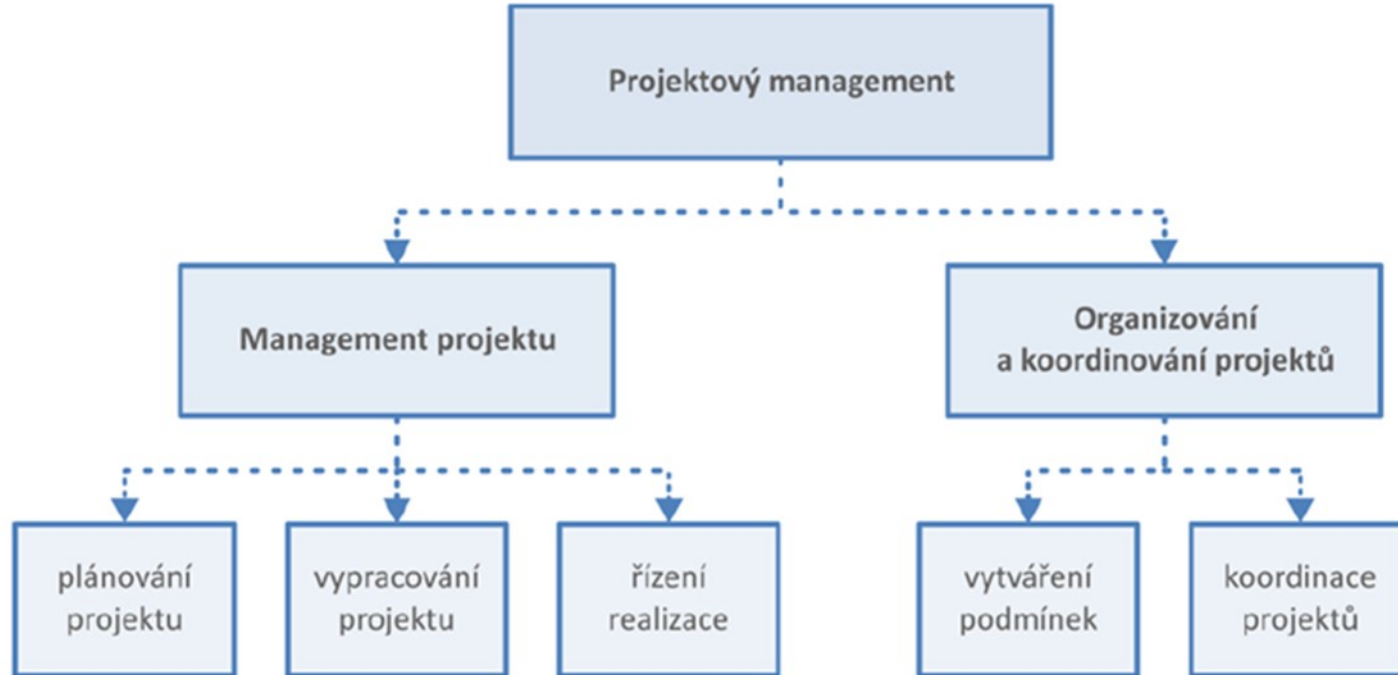 Projektový management
Management projektu
Organizování
a koordinování projektů
plánování
projektu
vypracování
projektu
řízení
realizace
vytváření
podmínek
koordinace
projektů